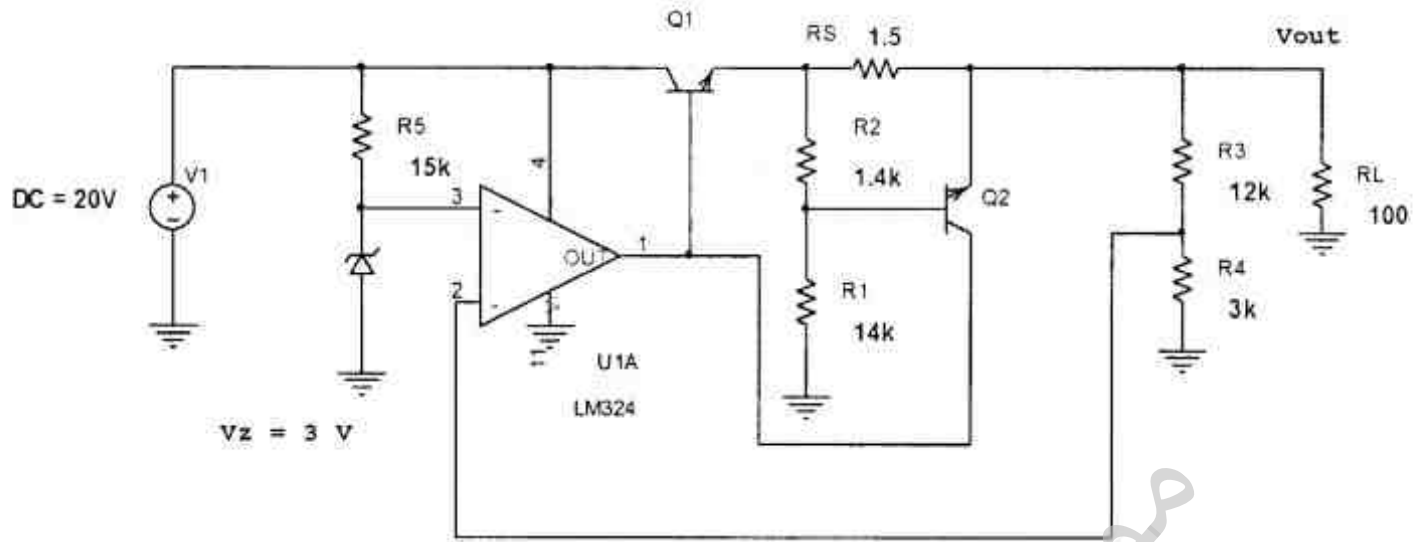 Q1
RS 1.5
Vout
R5
15k
4
R2
1.4k
R3
12k
RL
100
V1
DC = 20V
+
-
3
-
OUT
1
Q2
2
-
R1
14k
R4
3k
11
U1A
LM324
Vz = 3 V